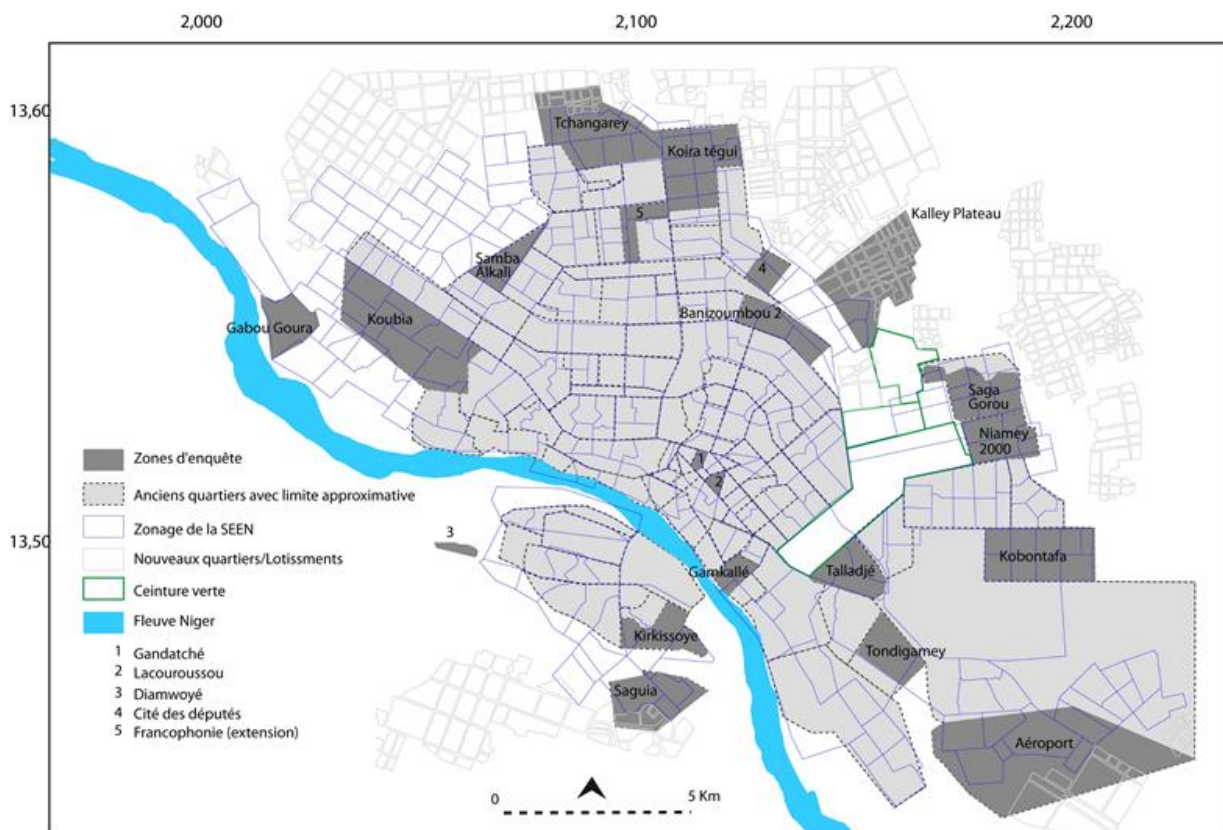 2,000
2,100
2,200
13,60
Tchangarey
Koira tégui
5
Kalley Plateau
Samba
Alkali
4
Gabou Goura
Koubia
Banizoumbou 2
Saga
Gorou
Niamey
2000
1
2
Zones d'enquête
Anciens quartiers avec limite approximative
Zonage de la SEEN
13,50
3
Nouveaux quartiers/Lotissments
Kobontafa
Gamkallé
Talladjé
Ceinture verte
Fleuve Niger
Kirkissoye
Tondigamey
1 Gandatché
2 Lacouroussou
3 Diamwoyé
4 Cité des députés
5 Francophonie (extension)
Saguia
Aéroport
0
5 Km